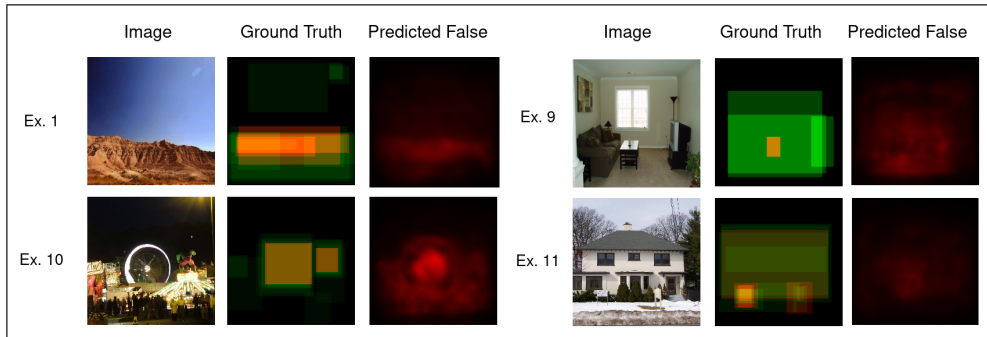 Image Ground Truth Predicted False Image Ground Truth Predicted False
Ex. 1
Ex. 9
Ex. 10
Ex. 11